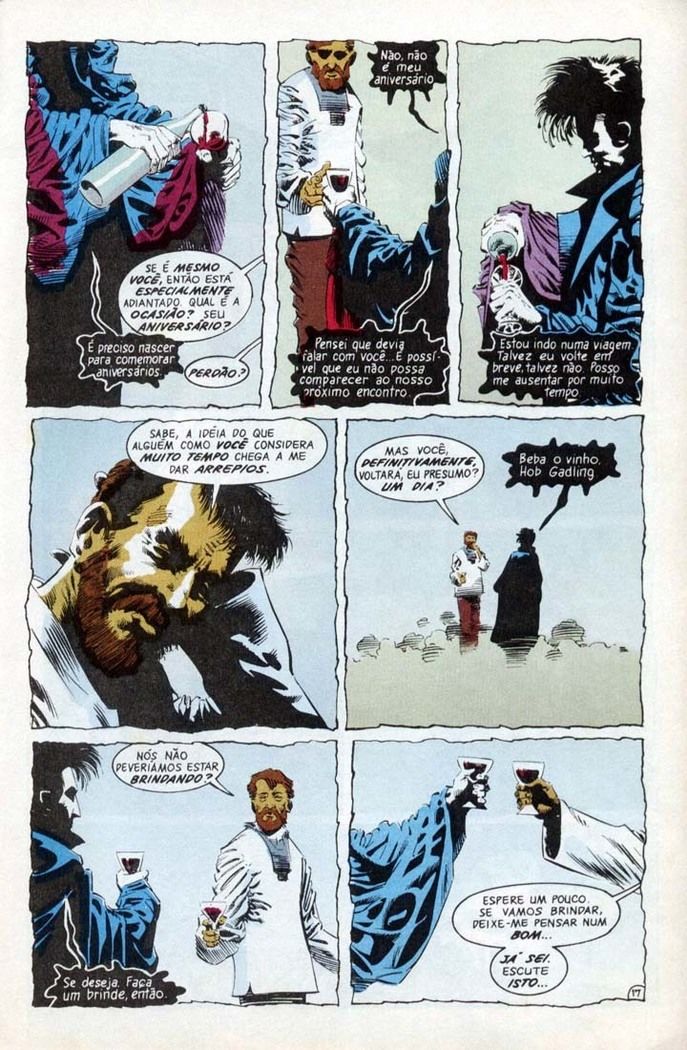 SE É MESMO
VOCÊ, ENTÃO ESTÁ
ESPECIALMENTE
ADIANTADO. QUAL É A
OCASIÃO? SEU
ANIVERSÁRIO?
É preciso nascer
para comemorar
aniversários.
PERDÃO?
Não, não
é meu
aniversário
Pensei que devia
falar com você... É possí-
vel que eu não possa
comparecer ao nosso
próximo encontro.
Estou indo numa viagem.
Talvez eu volte em
breve, talvez não. Posso
me ausentar por muito
tempo
SABE, A IDÉIA DO QUE
ALGUÉM COMO VOCÊ CONSIDERA
MUITO TEMPO CHEGA A ME
DAR ARREPIOS.
MAS VOCÊ,
DEFINITIVAMENTE,
VOLTARÁ, EU PRESUMO?
UM DIA?
Beba o vinho,
Hob Gadling
NÓS NÃO
DEVERÍAMOS ESTAR
BRINDANDO?
Se deseja. Faça
um brinde, então.
ESPERE UM POUCO.
SE VAMOS BRINDAR,
DEIXE-ME PENSAR NUM
BOM...
JÁ SEI.
ESCUTE
ISTO...
17